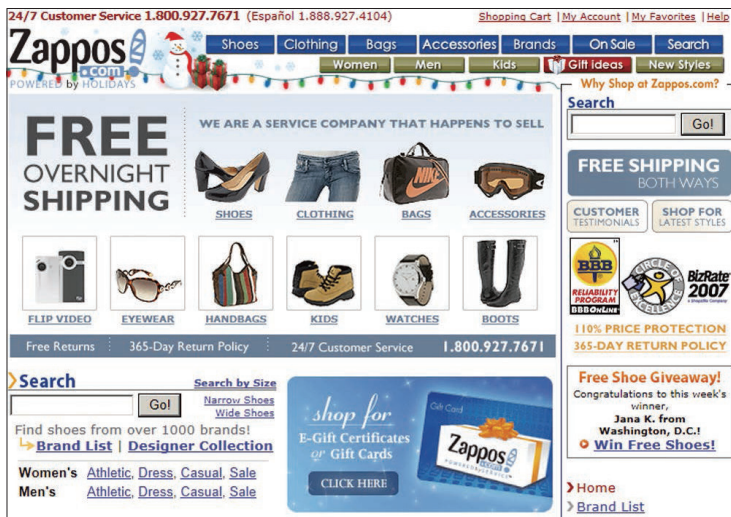 24/7 Customer Service 1.800.927.7671 (Español 1.888.927.4104)
Shopping Cart | My Account | My Favorites | Help
Zappos
.com
POWERED by HOLIDAYS
Shoes Clothing Bags Accessories Brands On Sale Search
Women Men Kids Gift ideas New Styles
FREE
OVERNIGHT
SHIPPING
WE ARE A SERVICE COMPANY THAT HAPPENS TO SELL
NIKE
SHOES CLOTHING BAGS ACCESSORIES
FLIP VIDEO EYEWEAR HANDBAGS KIDS WATCHES BOOTS
Free Returns 365-Day Return Policy 24/7 Customer Service 1.800.927.7671
Search
Search by Size
Go!
Narrow Shoes
Wide Shoes
Find shoes from over 1000 brands!
Brand List | Designer Collection
Women's Athletic, Dress, Casual, Sale
Men's Athletic, Dress, Casual, Sale
shop for
E-Gift Certificates
or Gift Cards
CLICK HERE
Gift Card
Zappos
.com
POWERED by SERVICE
Why Shop at Zappos.com?
Search
Go!
FREE SHIPPING
BOTH WAYS
CUSTOMER
TESTIMONIALS
SHOP FOR
LATEST STYLES
BBB
RELIABILITY
PROGRAM
BBBONLINE
CIRCLE OF
EXCELLENCE
BizRate
2007
110% PRICE PROTECTION
365-DAY RETURN POLICY
Free Shoe Giveaway!
Congratulations to this week's
winner,
Jana K. from
Washington, D.C.!
Win Free Shoes!
Home
Brand List